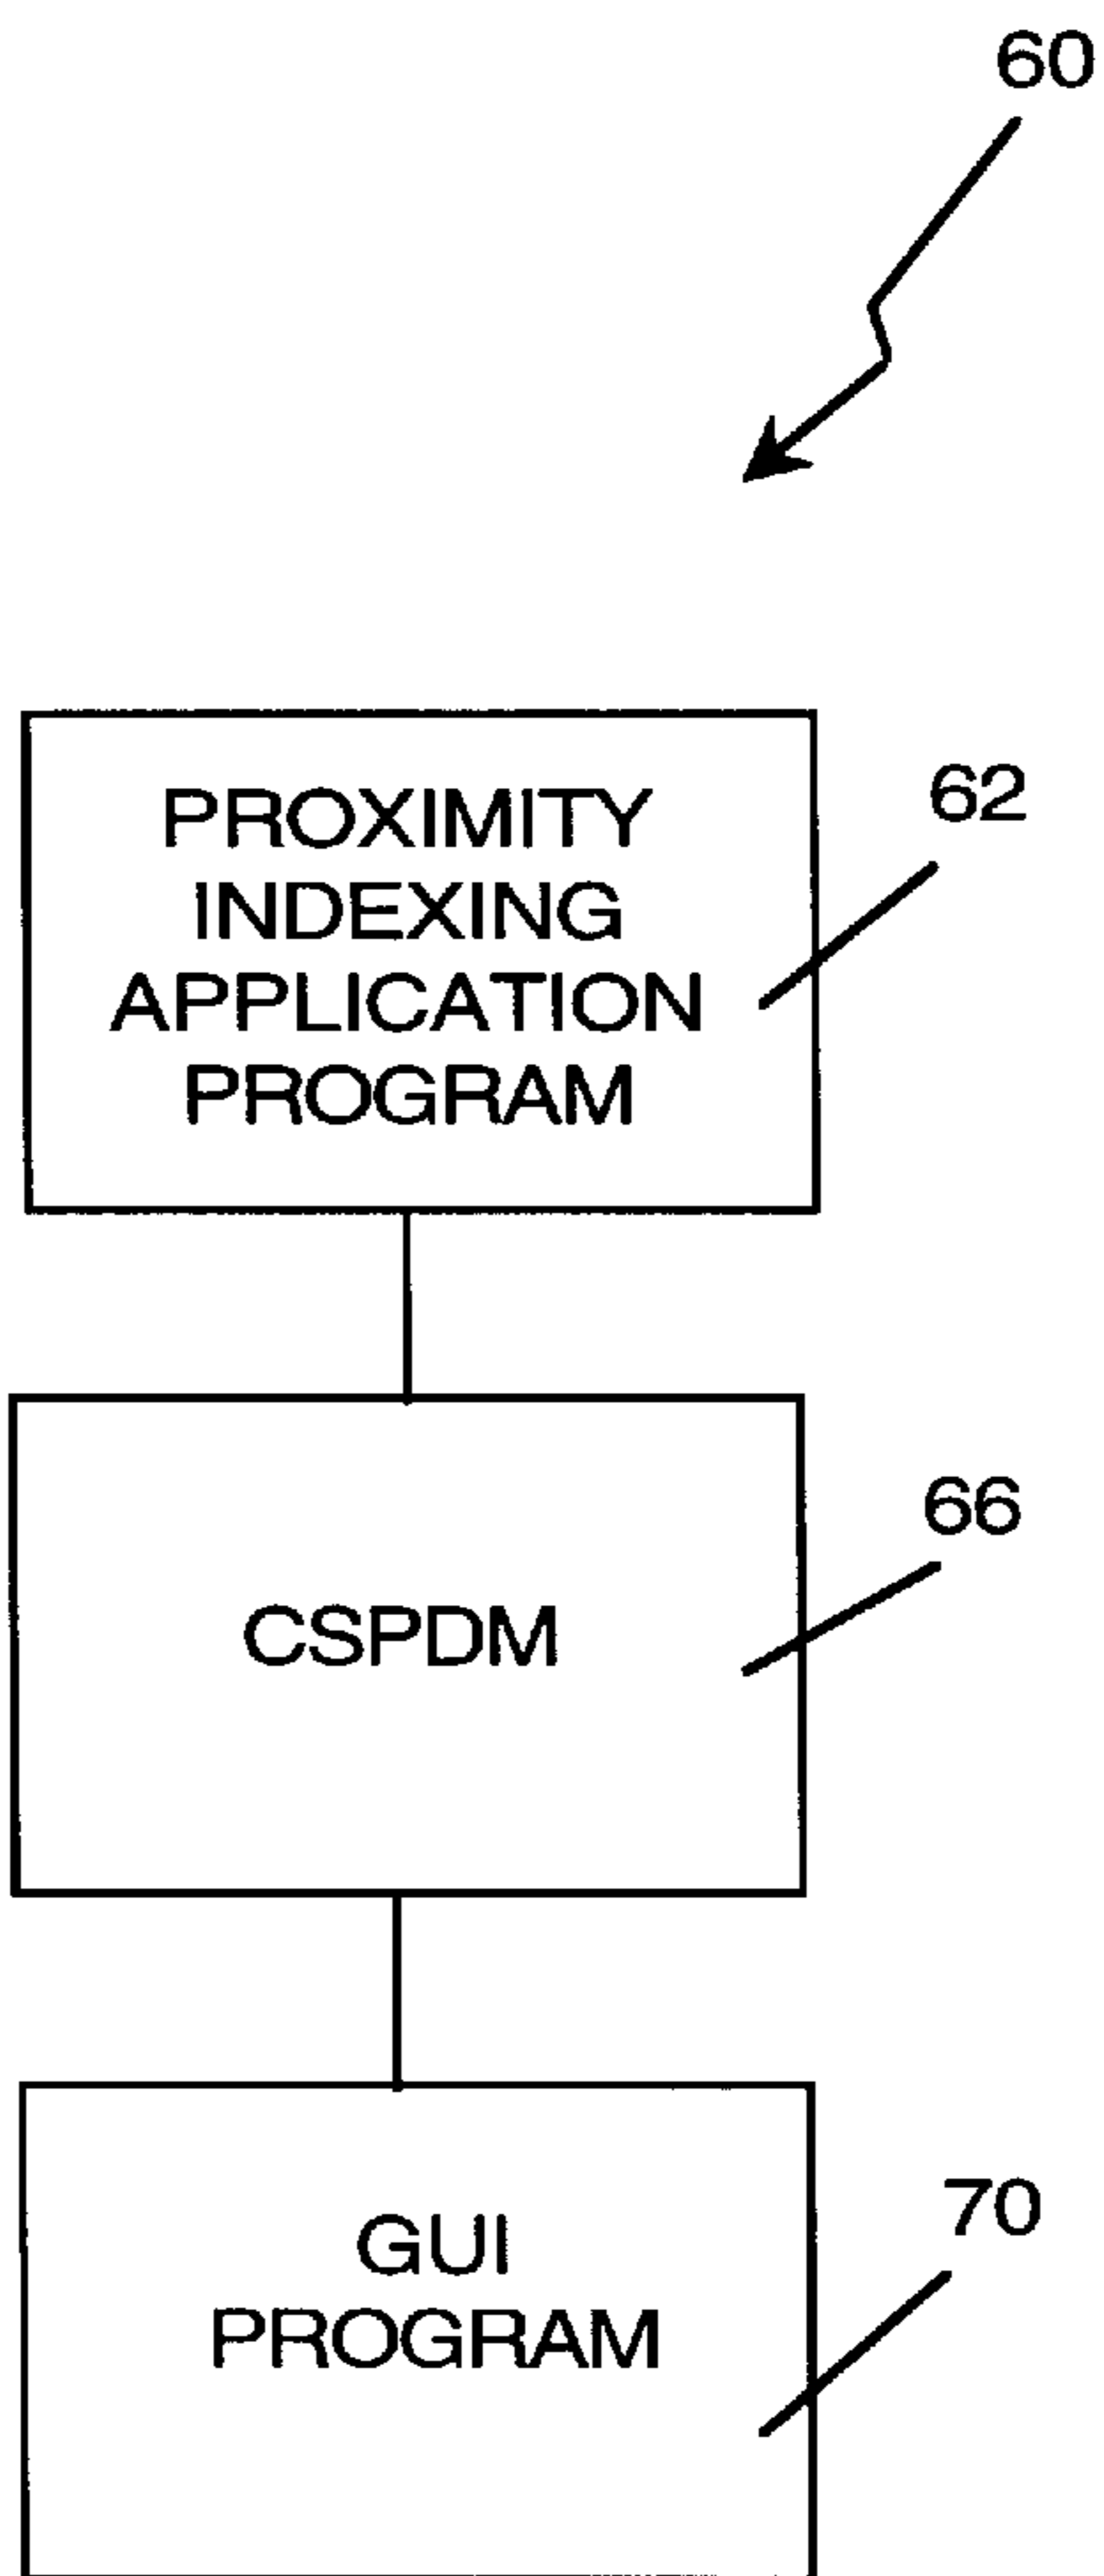 60
PROXIMITY
INDEXING
APPLICATION
PROGRAM
62
CSPDM
66
GUI
PROGRAM
70